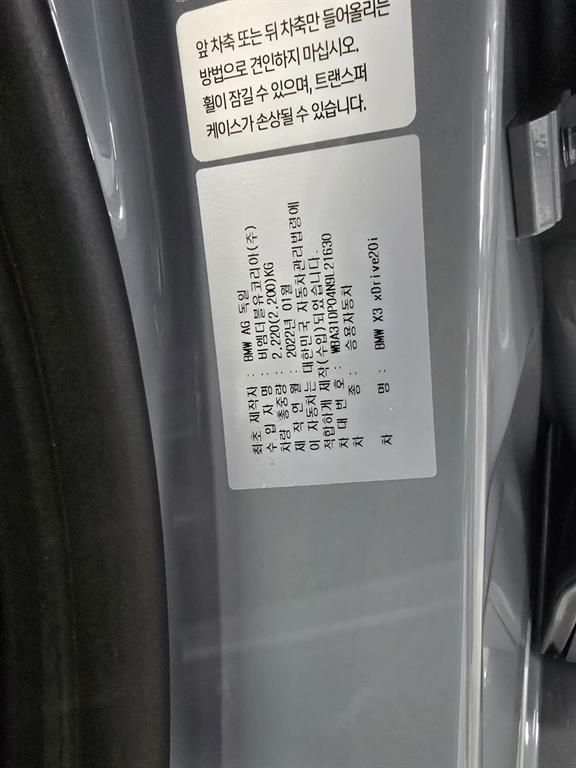 앞 차축 또는 뒤 차축만 들어올리는
방법으로 견인하지 마십시오.
휠이 잠길 수 있으며, 트랜스퍼
케이스가 손상될 수 있습니다.
최초 제작자 : BMW AG 독일
수 입 자 명 : 비엠더블유코리아(주)
차량 총중량 : 2,220(2,200)KG
제 작 연 월 : 2022년 01월
이 자동차는 대한민국 자동차관리법령에
적합하게 제작(수입)되었습니다.
차 대 번 호 : WBA31DP04N9L21630
차 종 : 승용자동차
차 명 : BMW X3 xDrive20i